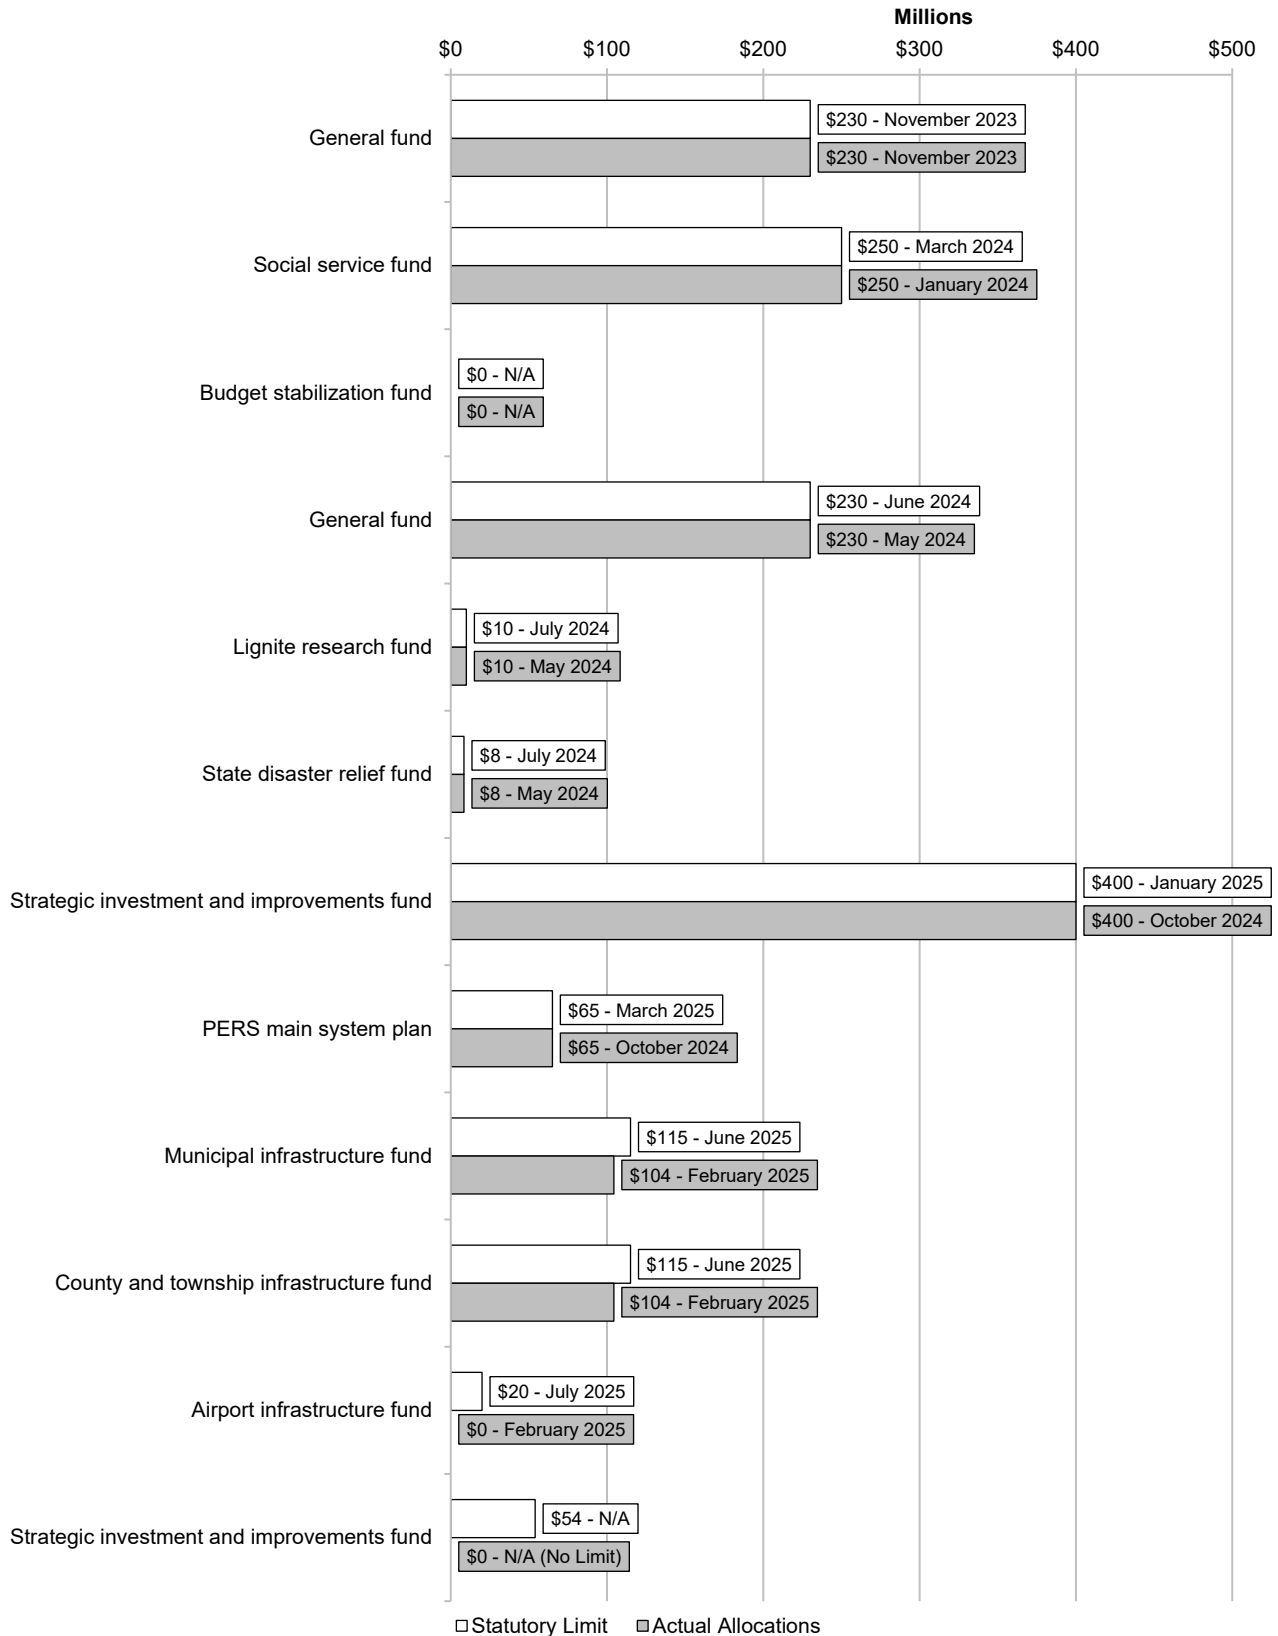 Millions
$0 $100 $200 $300 $400 $500
General fund
$230 - November 2023
$230 - November 2023
Social service fund
$250 - March 2024
$250 - January 2024
Budget stabilization fund
$0 - N/A
$0 - N/A
General fund
$230 - June 2024
$230 - May 2024
Lignite research fund
$10 - July 2024
$10 - May 2024
State disaster relief fund
$8 - July 2024
$8 - May 2024
Strategic investment and improvements fund
$400 - January 2025
$400 - October 2024
PERS main system plan
$65 - March 2025
$65 - October 2024
Municipal infrastructure fund
$115 - June 2025
$104 - February 2025
County and township infrastructure fund
$115 - June 2025
$104 - February 2025
Airport infrastructure fund
$20 - July 2025
$0 - February 2025
Strategic investment and improvements fund
$54 - N/A
$0 - N/A (No Limit)
Statutory Limit Actual Allocations